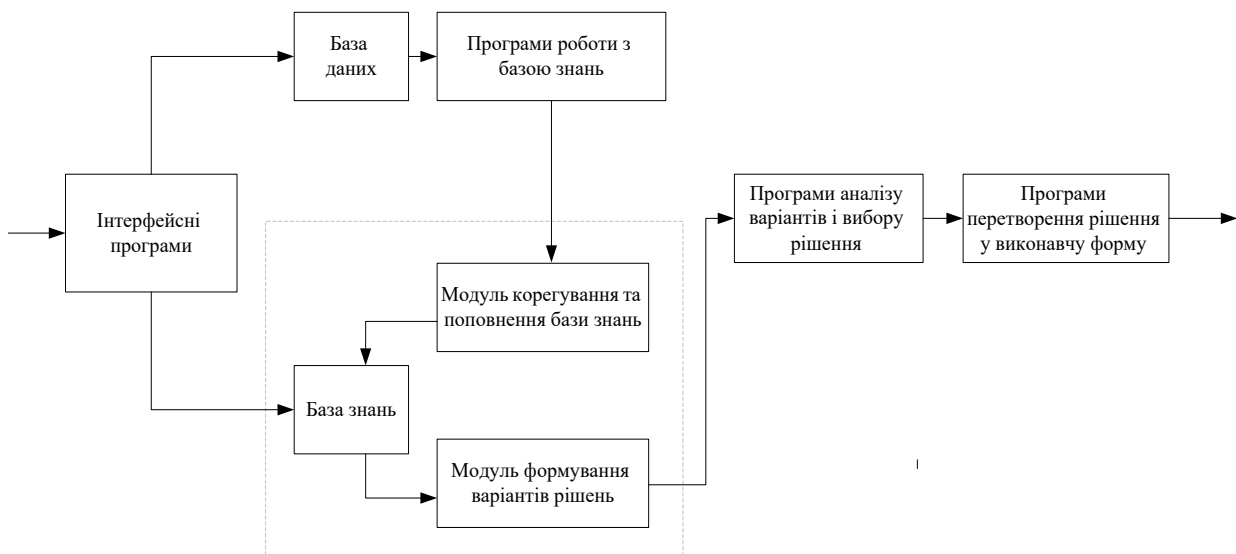 База
даних
Програми роботи з
базою знань
Інтерфейсні
програми
Програми аналізу
варіантів і вибору
рішення
Програми
перетворення рішення
у виконавчу форму
Модуль корегування та
поповнення бази знань
База знань
Модуль формування
варіантів рішень